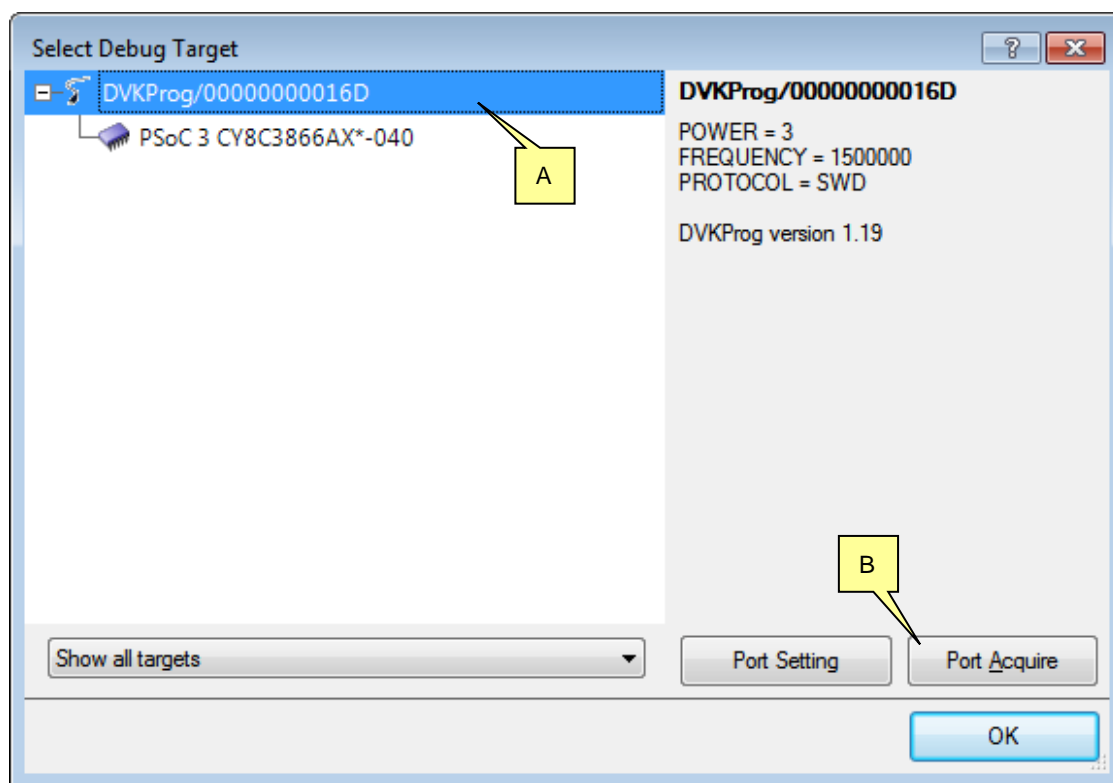 Select Debug Target
DVKProg/00000000016D
PSoC 3 CY8C3866AX*-040
A
DVKProg/00000000016D
POWER = 3
FREQUENCY = 1500000
PROTOCOL = SWD
DVKProg version 1.19
B
Show all targets
Port Setting
Port Acquire
OK